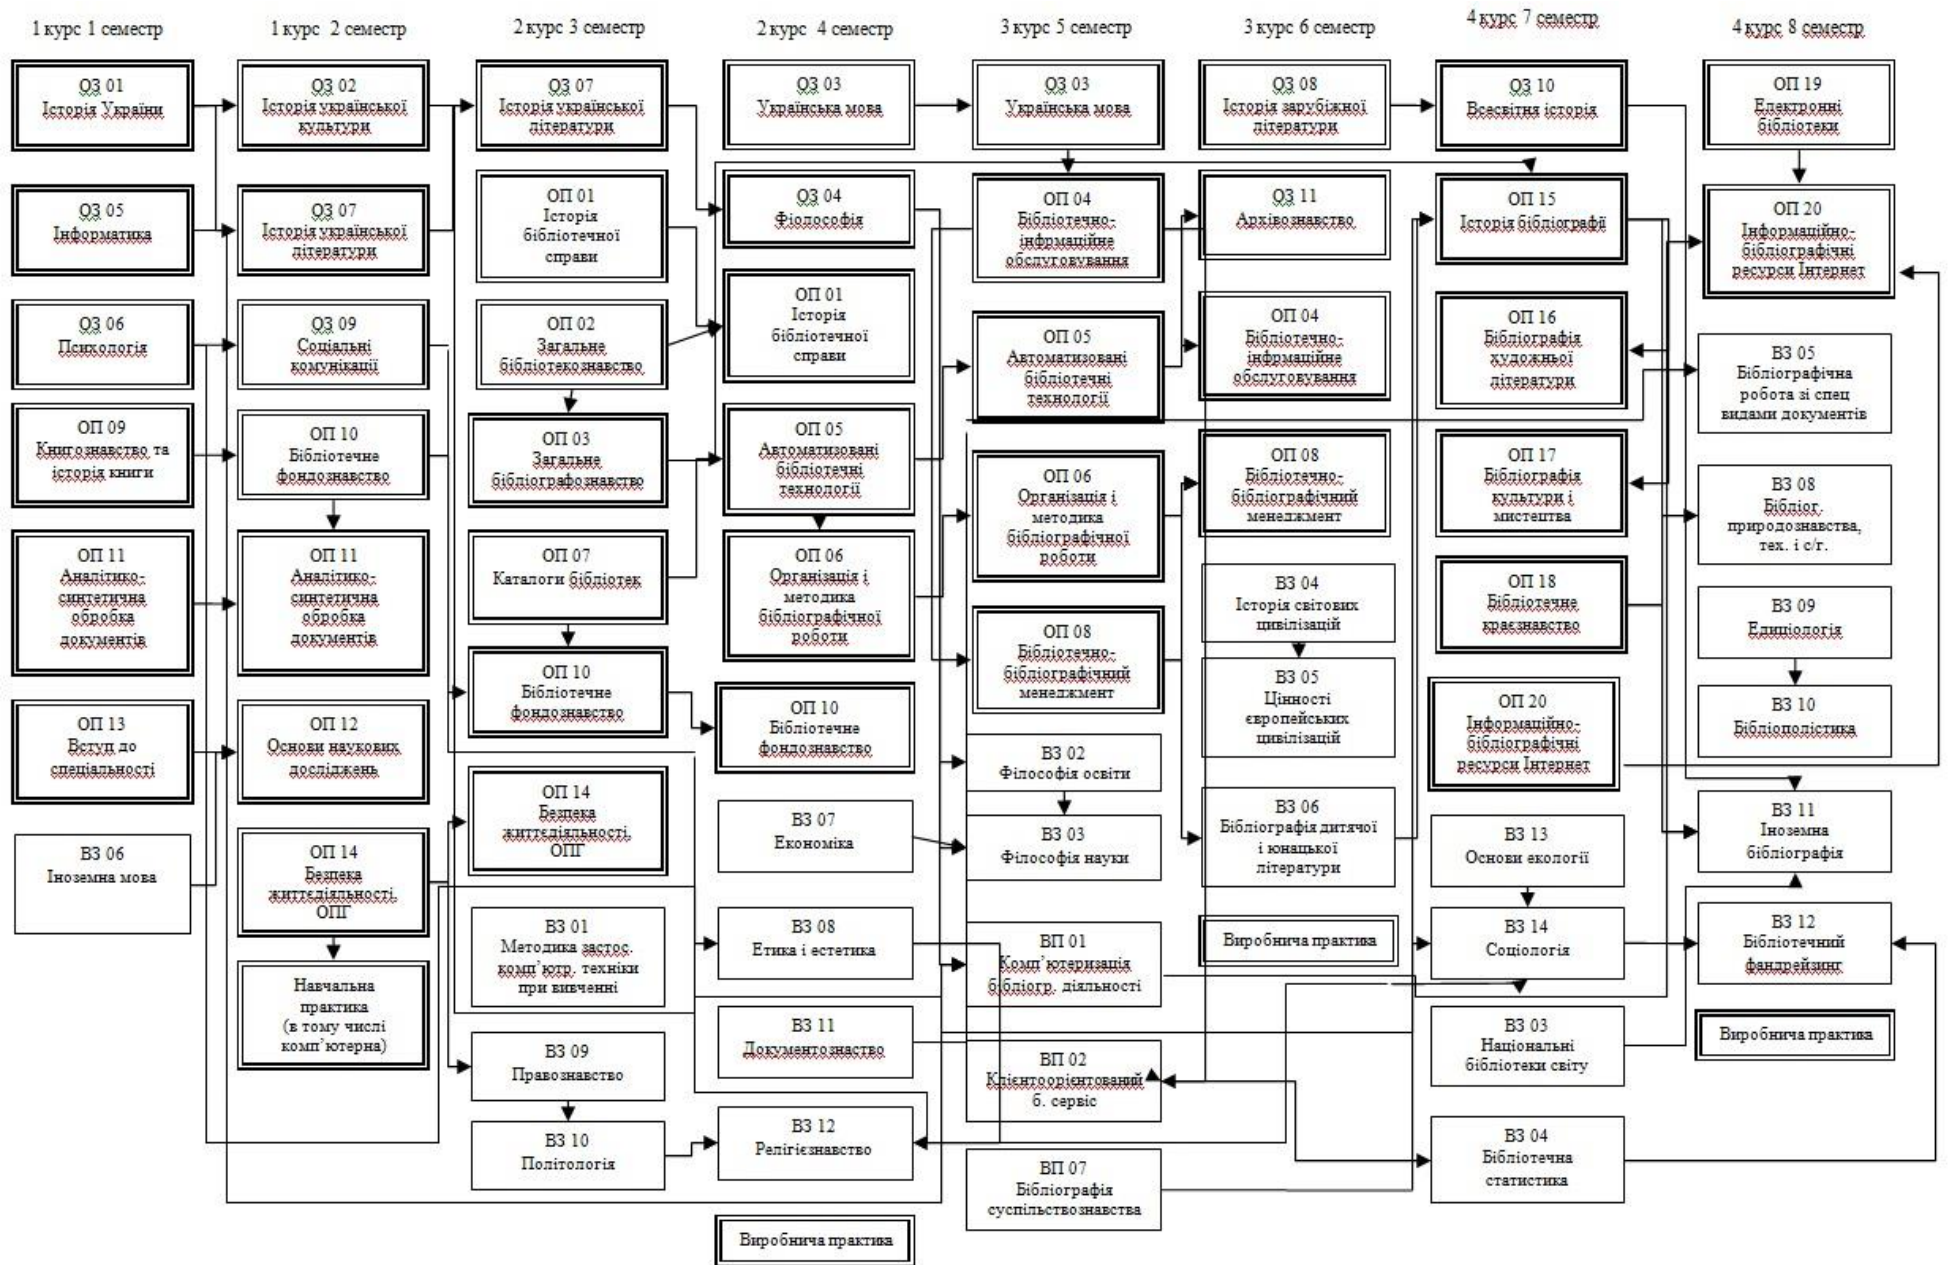 1 курс 1 семестр
1 курс 2 семестр
2 курс 3 семестр
2 курс 4 семестр
3 курс 5 семестр
3 курс 6 семестр
4 курс 7 семестр
4 курс 8 семестр
ОЗ 01
Історія України
ОЗ 05
Інформатика
ОЗ 06
Психологія
ОП 09
Книгознавство та
історія книги
ОП 11
Аналітико-
синтетична
обробка
документів
ОП 13
Вступ до
спеціальності
ВЗ 06
Іноземна мова
ОЗ 02
Історія української
культури
ОЗ 07
Історія української
літератури
ОЗ 09
Соціальні
комунікації
ОП 10
Бібліотечне
фондознавство
ОП 11
Аналітико-
синтетична
обробка
документів
ОП 12
Основи наукових
досліджень
ОП 14
Безпека
життєдіяльності,
ОПГ
Навчальна
практика
(в тому числі
комп’ютерна)
ОЗ 07
Історія української
літератури
ОП 01
Історія
бібліотечної
справи
ОП 02
Загальне
бібліотекознавство
ОП 03
Загальне
бібліографознавство
ОП 07
Каталоги бібліотек
ОП 10
Бібліотечне
фондознавство
ОП 14
Безпека
життєдіяльності,
ОПГ
ВЗ 01
Методика застос.
комп’ютр. техніки
при вивченні
ВЗ 09
Правознавство
ВЗ 10
Політологія
ОЗ 03
Українська мова
ОЗ 04
Фіолософія
ОП 01
Історія
бібліотечної
справи
ОП 05
Автоматизовані
бібліотечні
технології
ОП 06
Організація і
методика
бібліографічної
роботи
ОП 10
Бібліотечне
фондознавство
ВЗ 07
Економіка
ВЗ 08
Етика і естетика
ВЗ 11
Документознаство
ВЗ 12
Релігієзнавство
Виробнича практика
ОЗ 03
Українська мова
ОП 04
Бібліотечно-
інфрмаційне
обслуговування
ОП 05
Автоматизовані
бібліотечні
технології
ОП 06
Організація і
методика
бібліографічної
роботи
ОП 08
Бібліотечно-
бібліографічний
менеджмент
ВЗ 02
Філософія освіти
ВЗ 03
Філософія науки
ВП 01
Комп’ютеризація
бібліогр. діяльності
ВП 02
Клієнтоорієнтований
б. сервіс
ВП 07
Бібліографія
суспільствознавства
ОЗ 08
Історія зарубіжної
літератури
ОЗ 11
Архівознавство
ОП 04
Бібліотечно-
інфрмаційне
обслуговування
ОП 08
Бібліотечно-
бібліографічний
менеджмент
ВЗ 04
Історія світових
цивілізацій
ВЗ 05
Цінності
європейських
цивілізацій
ВЗ 06
Бібліографія дитячої
і юнацької
літератури
Виробнича практика
ОЗ 10
Всесвітня історія
ОП 15
Історія бібліографії
ОП 16
Бібліографія
художньої
літератури
ОП 17
Бібліографія
культури і
мистецтва
ОП 18
Бібліотечне
краєзнавство
ОП 20
Інформаційно-
бібліографічні
ресурси Інтернет
ВЗ 13
Основи екології
ВЗ 14
Соціологія
ВЗ 03
Національні
бібліотеки світу
ВЗ 04
Бібліотечна
статистика
ОП 19
Електронні
бібліотеки
ОП 20
Інформаційно-
бібліографічні
ресурси Інтернет
ВЗ 05
Бібліографічна
робота зі спец
видами документів
ВЗ 08
Бібліог.
природознавства,
тех. і с/г.
ВЗ 09
Едиціологія
ВЗ 10
Бібліополістика
ВЗ 11
Іноземна
бібліографія
ВЗ 12
Бібліотечний
фандрейзинг
Виробнича практика